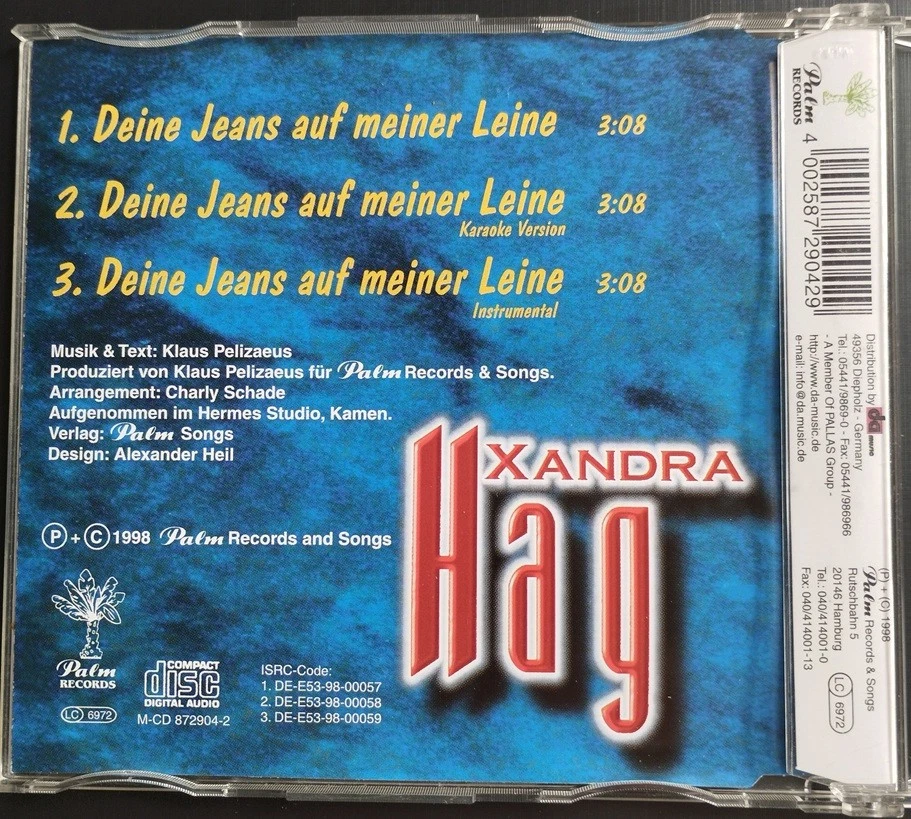 1. Deine Jeans auf meiner Leine 3:08
2. Deine Jeans auf meiner Leine 3:08
Karaoke Version
3. Deine Jeans auf meiner Leine 3:08
Instrumental
Musik & Text: Klaus Pelizaeus
Produziert von Klaus Pelizaeus für Palm Records & Songs.
Arrangement: Charly Schade
Aufgenommen im Hermes Studio, Kamen.
Verlag: Palm Songs
Design: Alexander Heil
XANDRA
Hag
P + C 1998 Palm Records and Songs
Palm
RECORDS
LC 6972
COMPACT
disc
DIGITAL AUDIO
M-CD 872904-2
ISRC-Code:
1. DE-E53-98-00057
2. DE-E53-98-00058
3. DE-E53-98-00059
Palm
RECORDS
4 002587 290429
Distribution by da music
49356 Diepholz - Germany
Tel.: 05441/9869-0 - Fax: 05441/986966
- A Member Of PALLAS Group -
http://www.da-music.de
e-mail: info@da.music.de
(P) + (C) 1998
Palm Records & Songs
Rutschbahn 5
20146 Hamburg
Tel.: 040/414001-0
Fax: 040/414001-13
LC 6972